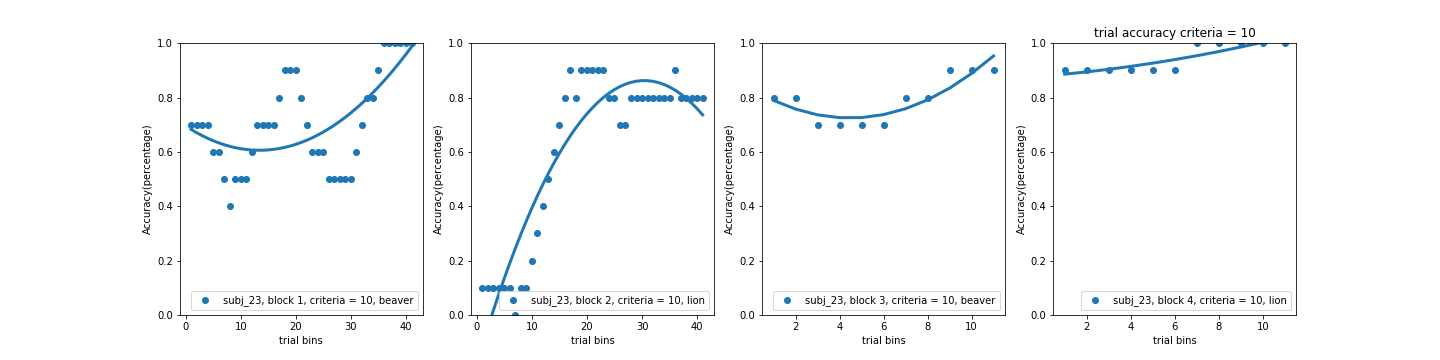 trial accuracy criteria = 10
1.0
0.8
0.6
0.4
0.2
0.0
Accuracy(percentage)
subj_23, block 1, criteria = 10, beaver
0 10 20 30 40
trial bins
1.0
0.8
0.6
0.4
0.2
0.0
Accuracy(percentage)
subj_23, block 2, criteria = 10, lion
0 10 20 30 40
trial bins
1.0
0.8
0.6
0.4
0.2
0.0
Accuracy(percentage)
subj_23, block 3, criteria = 10, beaver
2 4 6 8 10
trial bins
1.0
0.8
0.6
0.4
0.2
0.0
Accuracy(percentage)
subj_23, block 4, criteria = 10, lion
2 4 6 8 10
trial bins